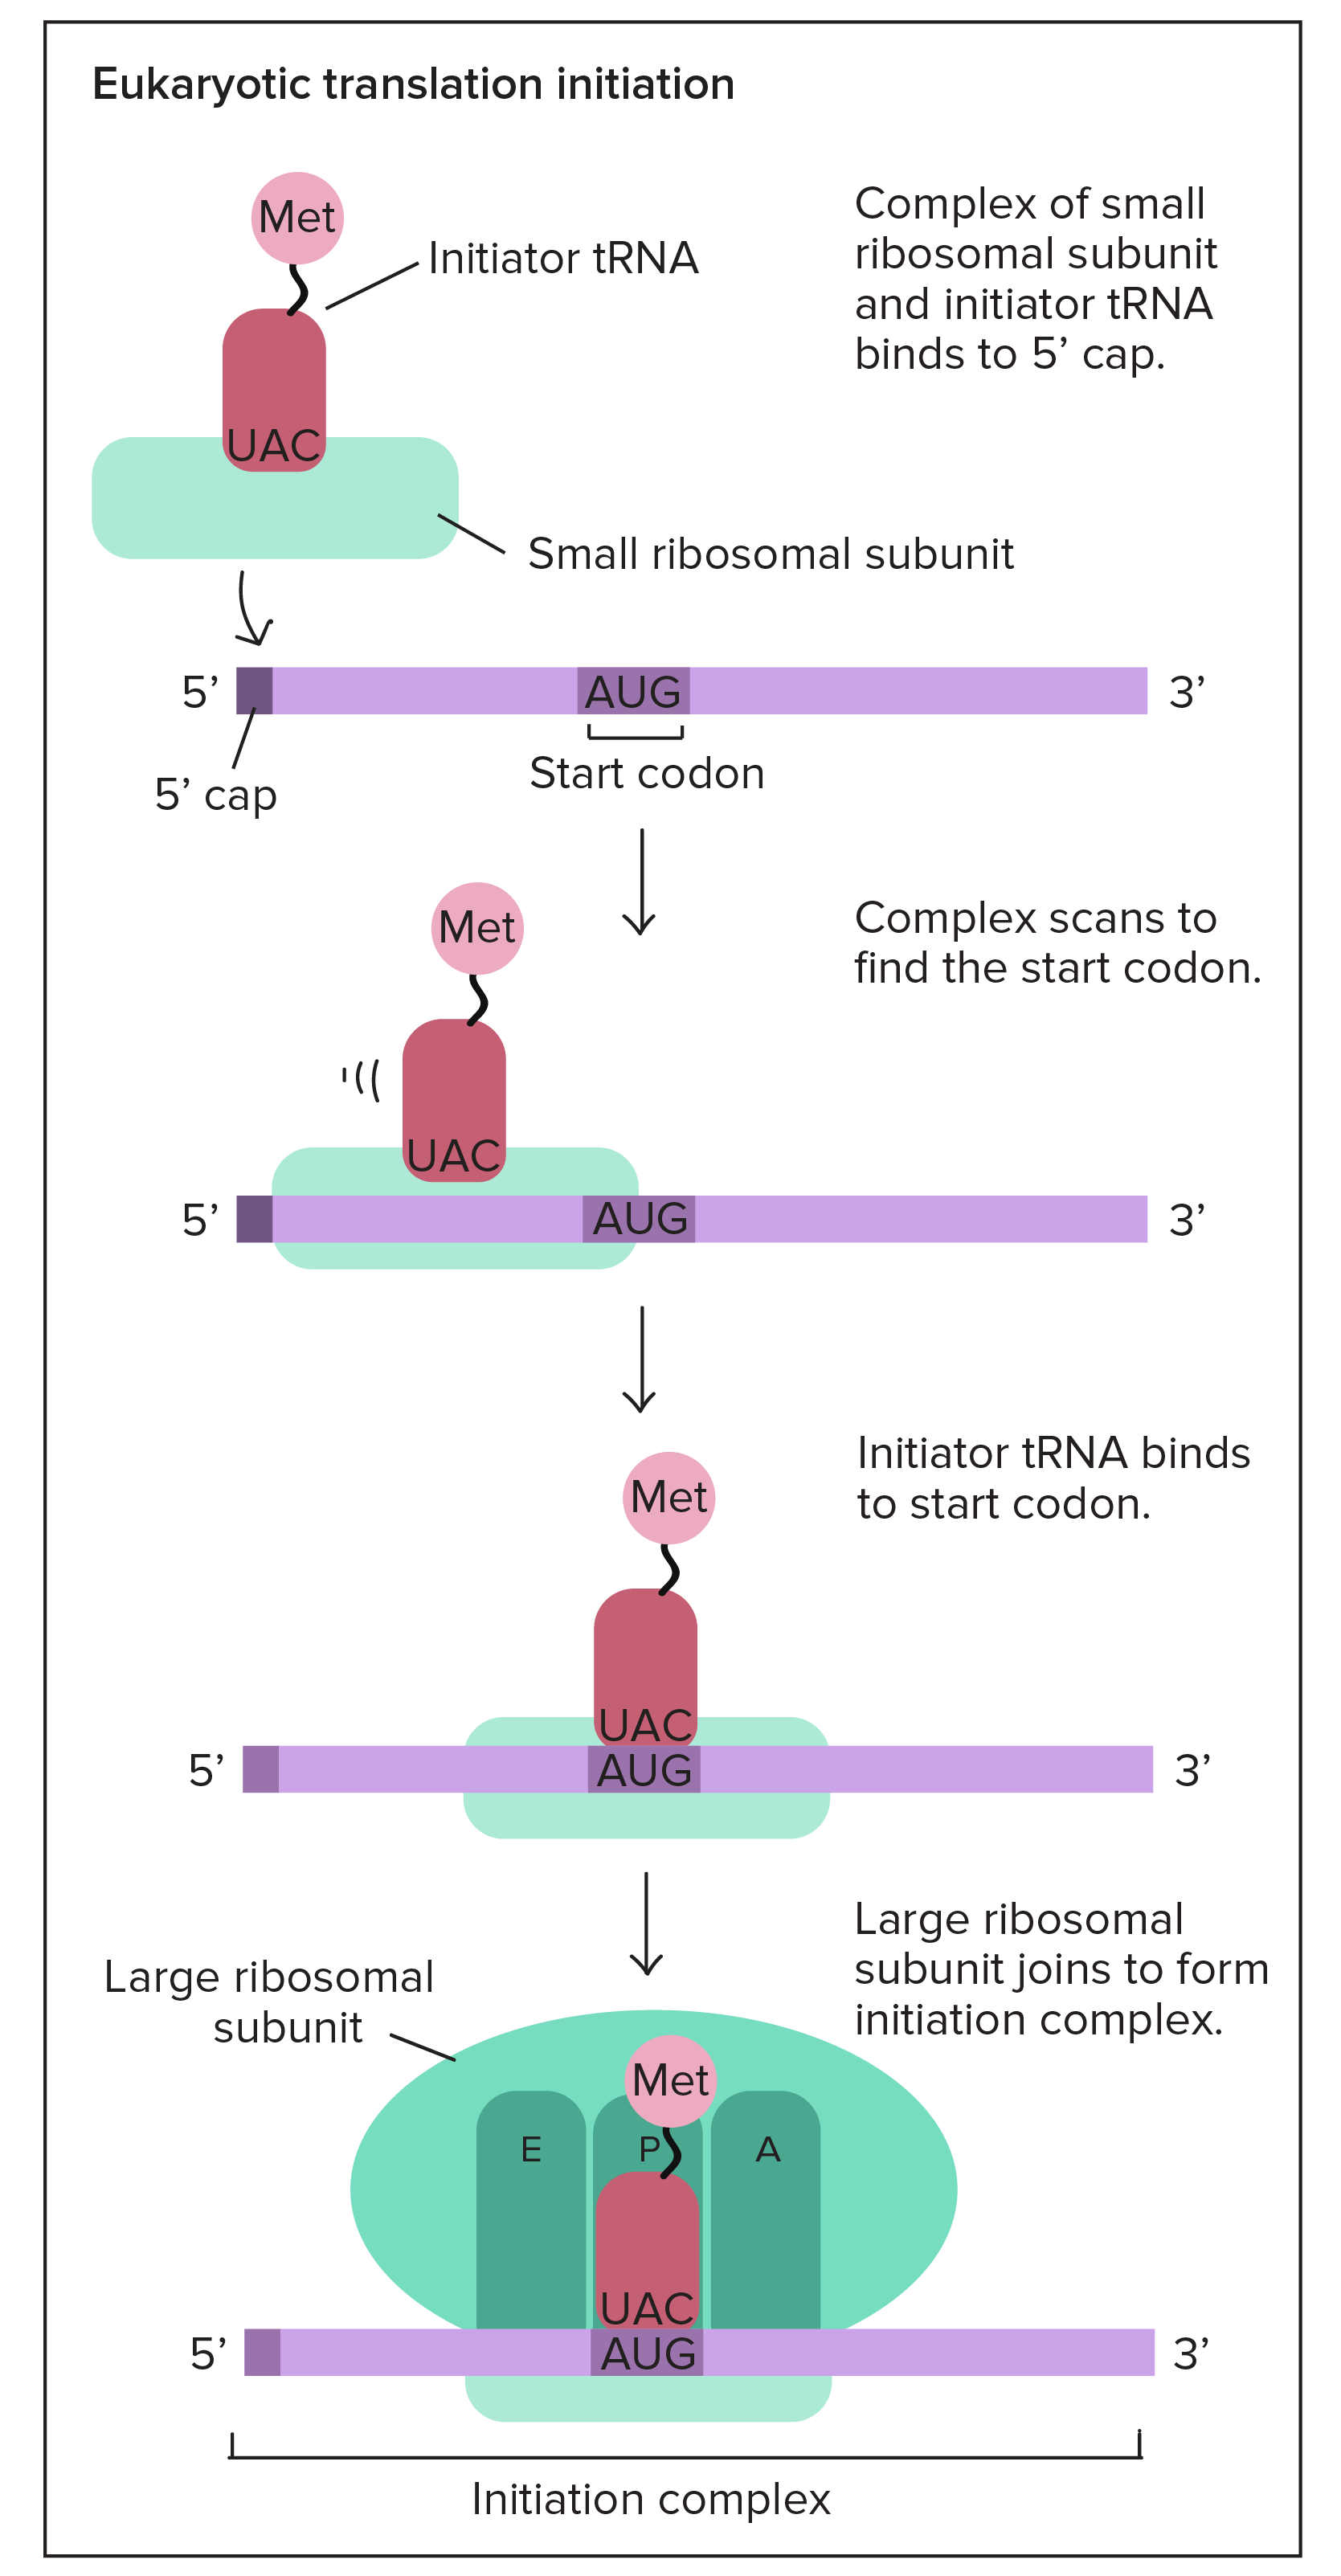 Eukaryotic translation initiation
Met
Initiator tRNA
Complex of small
ribosomal subunit
and initiator tRNA
binds to 5’ cap.
UAC
Small ribosomal subunit
5’ AUG 3’
Start codon
5’ cap
Met
Complex scans to
find the start codon.
UAC
5’ AUG 3’
Met
Initiator tRNA binds
to start codon.
UAC
5’ AUG 3’
Large ribosomal
subunit joins to form
initiation complex.
Large ribosomal
subunit
Met
E P A
UAC
5’ AUG 3’
Initiation complex